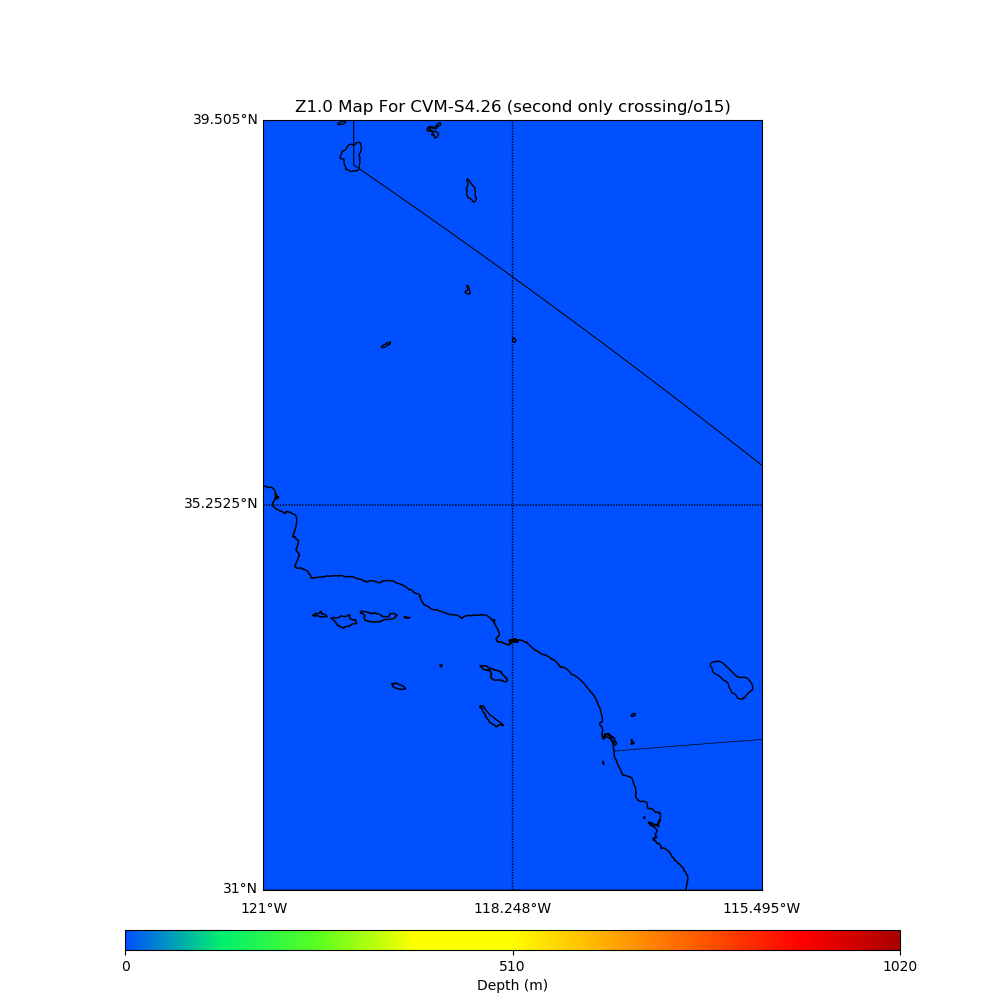 Z1.0 Map For CVM-S4.26 (second only crossing/o15)
39.505°N
35.2525°N
31°N
121°W 118.248°W 115.495°W
0 510 1020
Depth (m)